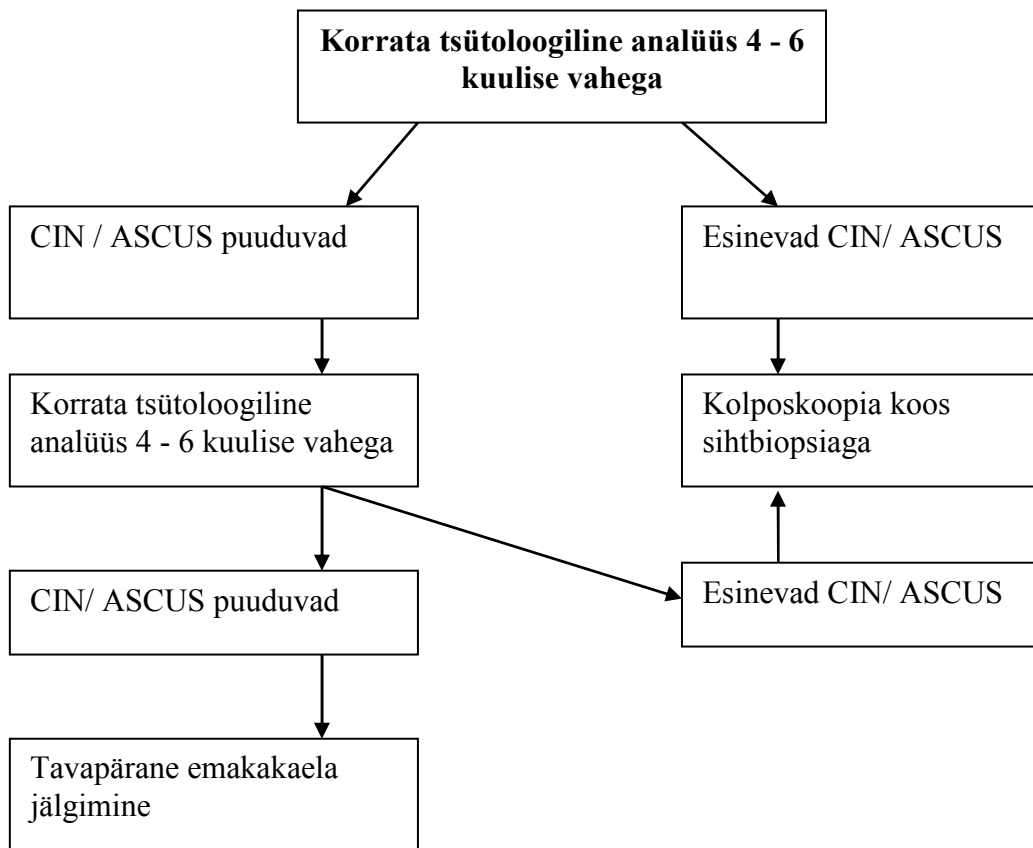 Korrata tsütoloogiline analüüs 4 - 6
kuulise vahega
CIN / ASCUS puuduvad
Esinevad CIN/ ASCUS
Korrata tsütoloogiline
analüüs 4 - 6 kuulise vahega
Kolposkoopia koos
sihtbiopsiaga
CIN/ ASCUS puuduvad
Esinevad CIN/ ASCUS
Tavapärane emakakaela
jälgimine